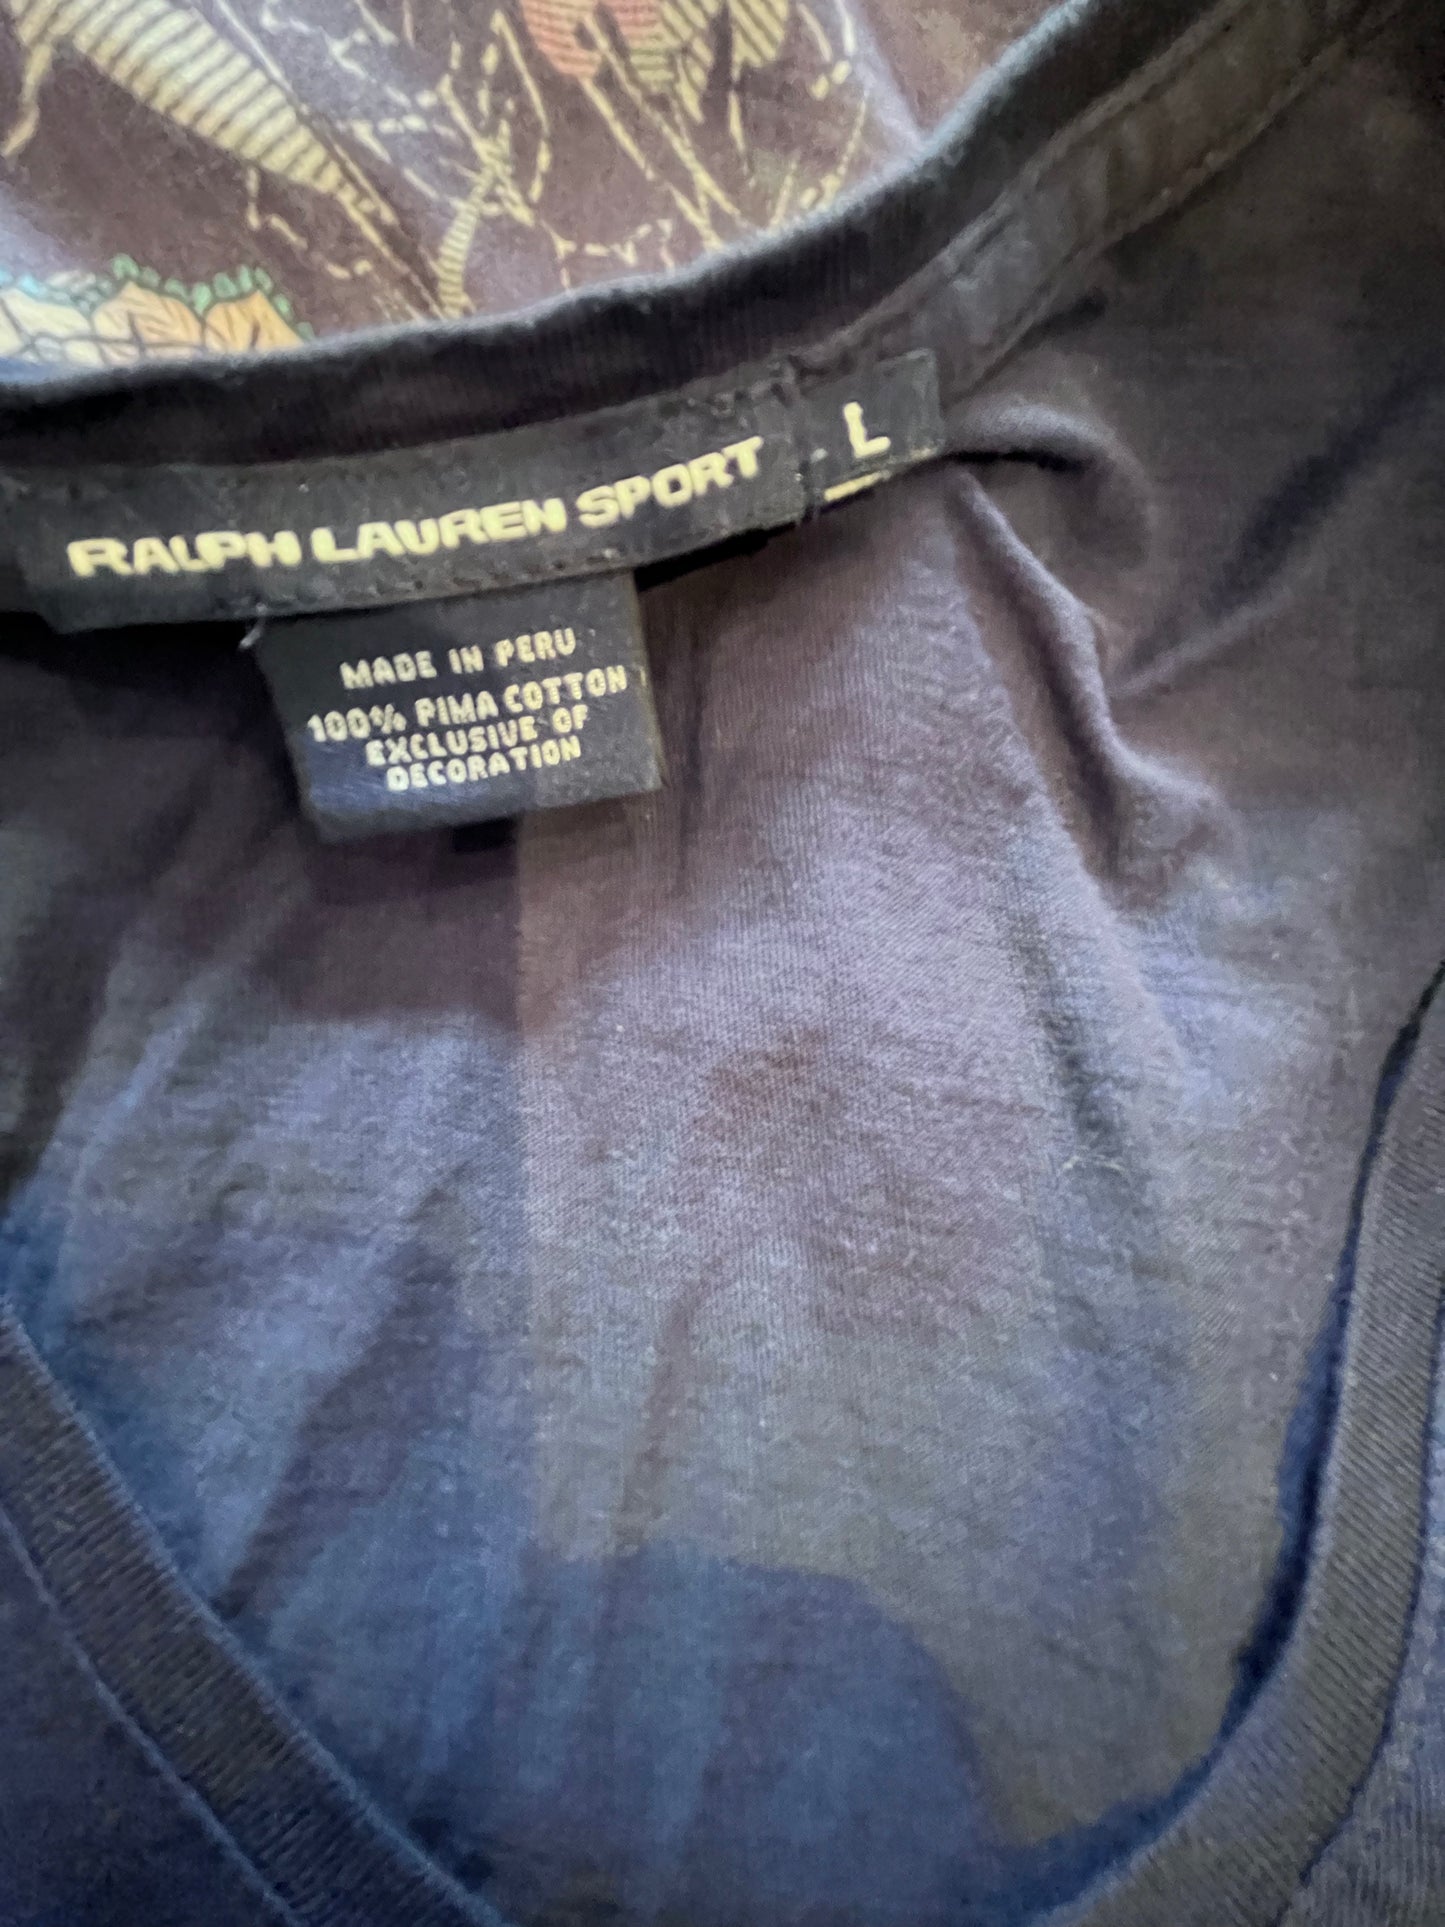 RALPH LAUREN SPORT L
MADE IN PERU
100% PIMA COTTON
EXCLUSIVE OF
DECORATION